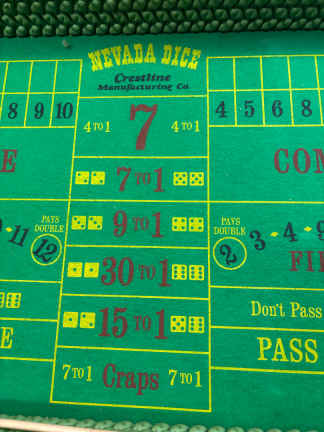 NEVADA DICE
Crestline
Manufacturing Co
8 9 10
4 5 6 8
4 TO 1 7 4 TO 1
E
COM
7 TO 1
PAYS
DOUBLE
11 12
9 TO 1
PAYS
DOUBLE
2 3 4 9
FI
30 TO 1
15 TO 1
Don't Pass
E
PASS
7 TO 1 Craps 7 TO 1